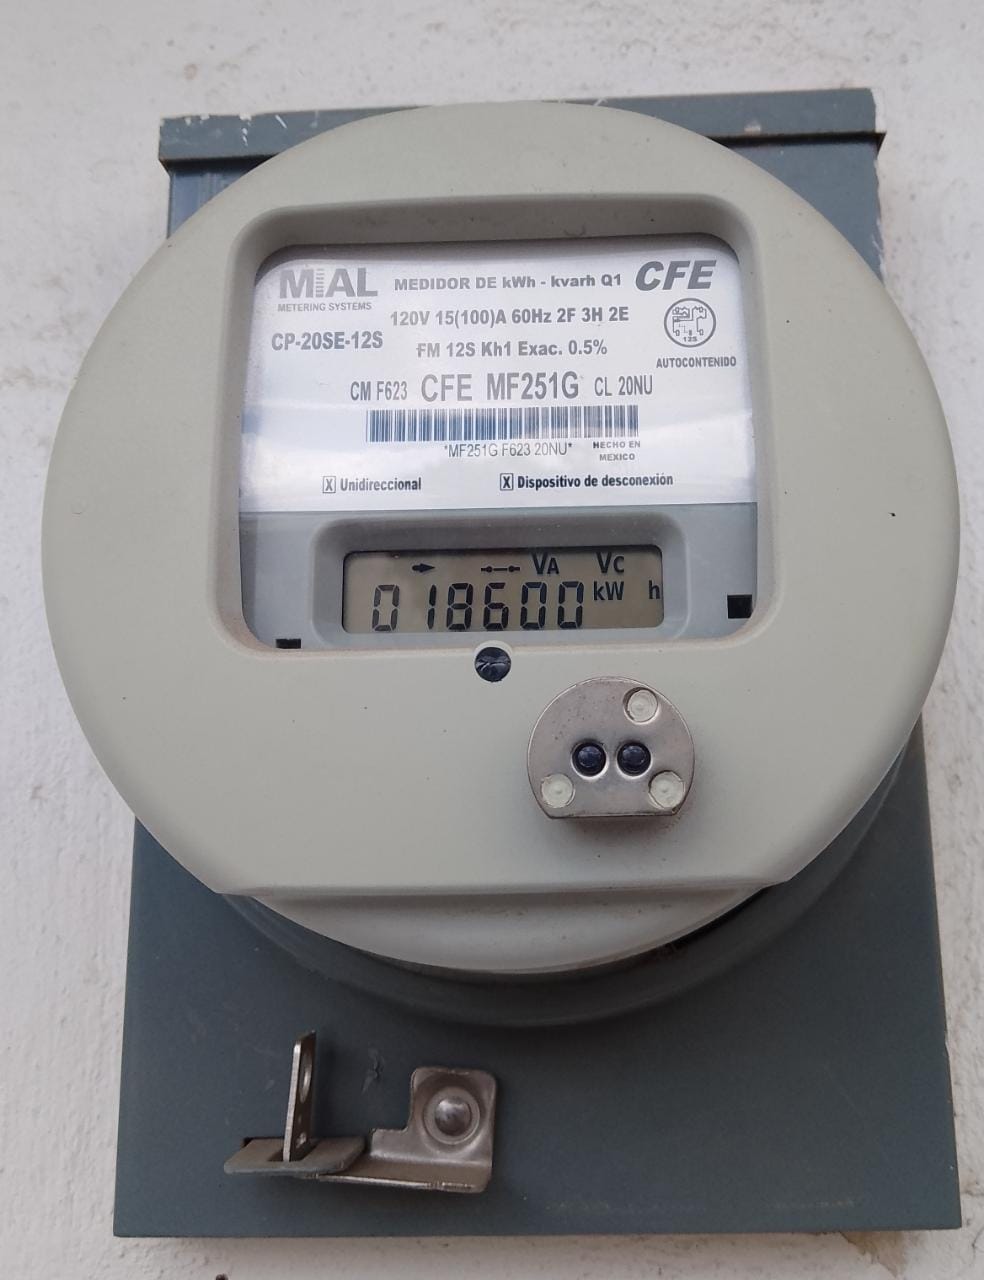 MIAL
METERING SYSTEMS
MEDIDOR DE kWh - kvarh Q1
CFE
120V 15(100)A 60Hz 2F 3H 2E
CP-20SE-12S
FM 12S Kh1 Exac. 0.5%
12S
AUTOCONTENIDO
CM F623 CFE MF251G CL 20NU
*MF251G F623 20NU*
HECHO EN
MEXICO
X Unidireccional
X Dispositivo de desconexión
VA VC
018600 kW h